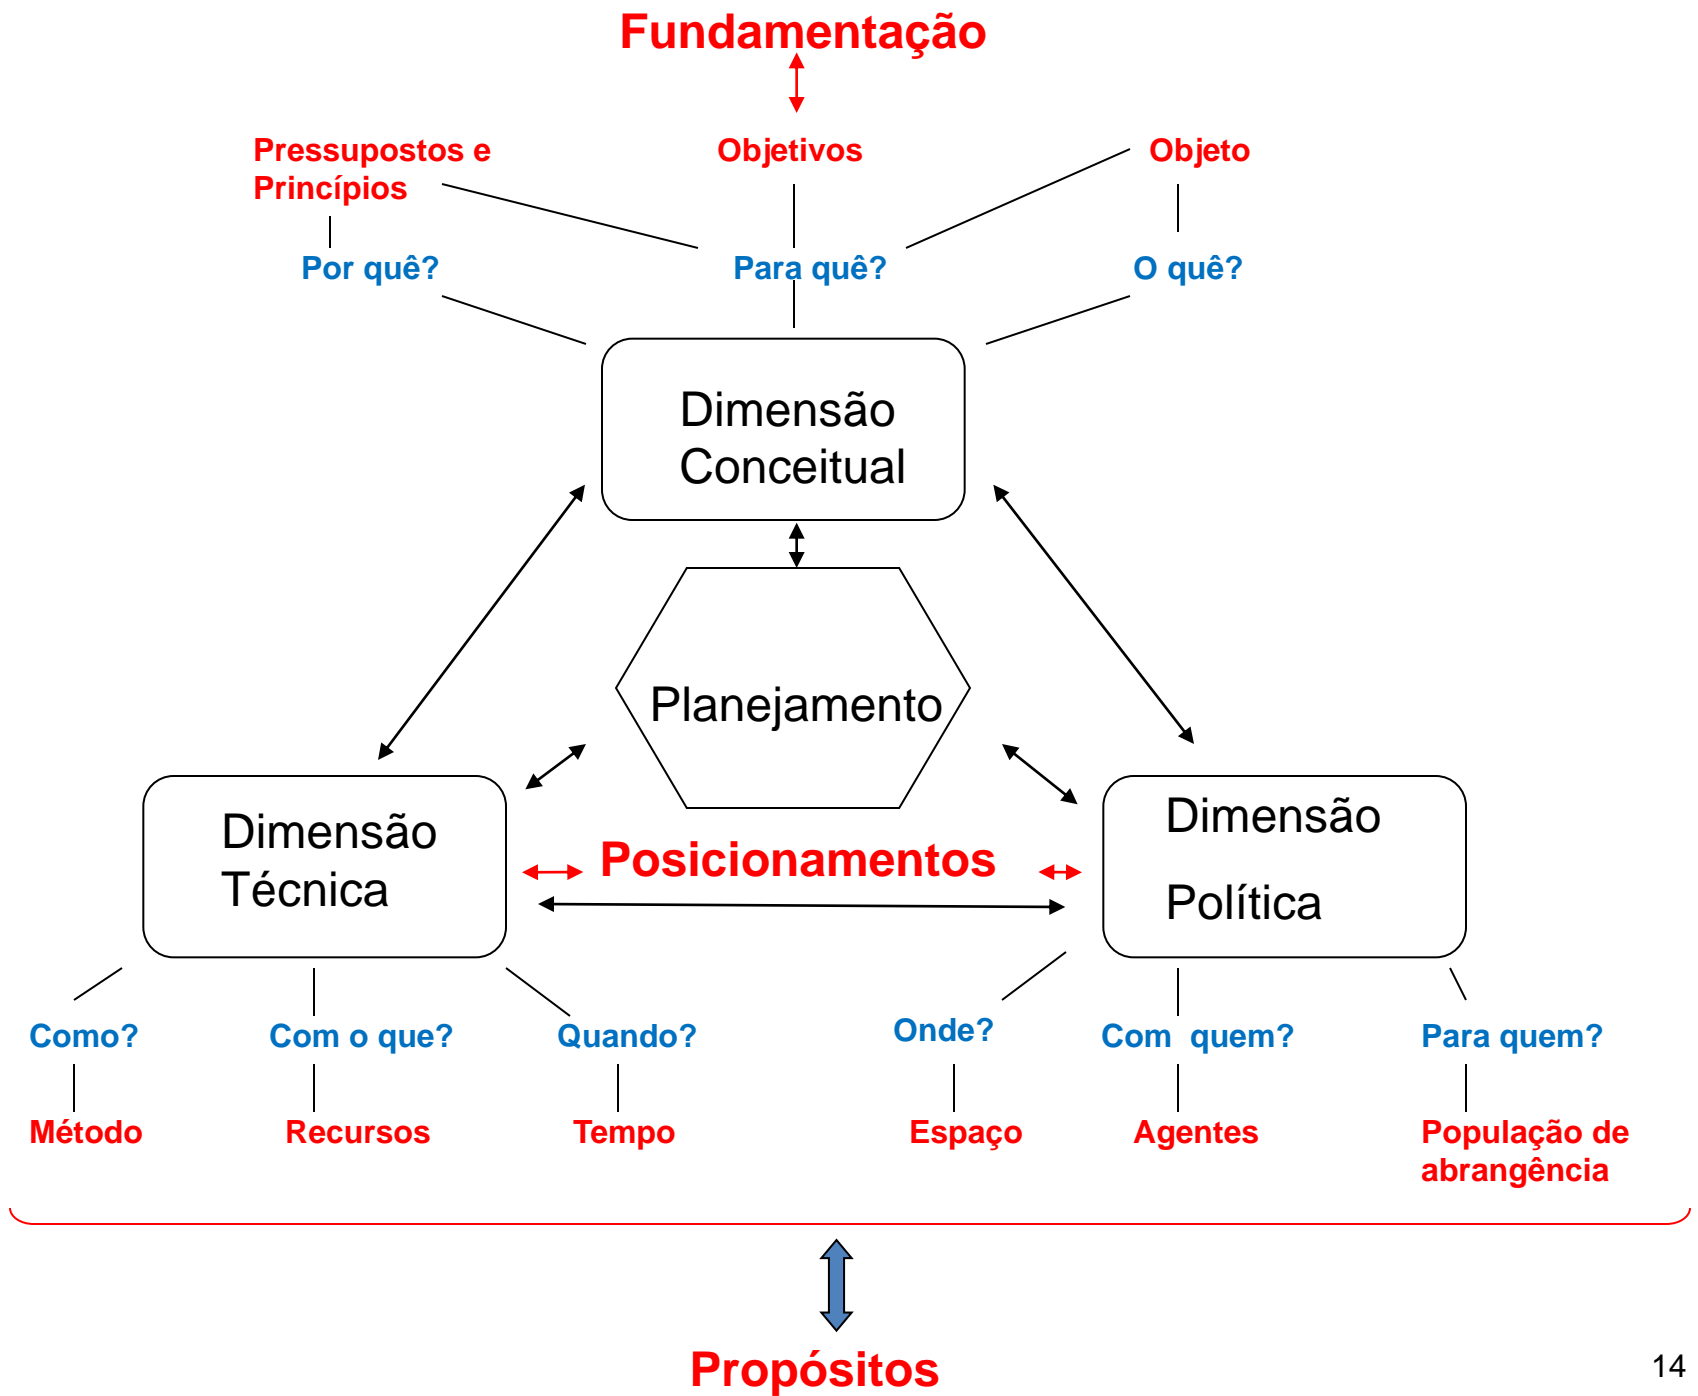 Fundamentação
Pressupostos e
Princípios
Objetivos
Objeto
Por quê?
Para quê?
O quê?
Dimensão
Conceitual
Planejamento
Dimensão
Técnica
Posicionamentos
Dimensão
Política
Como?
Com o que?
Quando?
Onde?
Com  quem?
Para quem?
Método
Recursos
Tempo
Espaço
Agentes
População de
abrangência
Propósitos
14